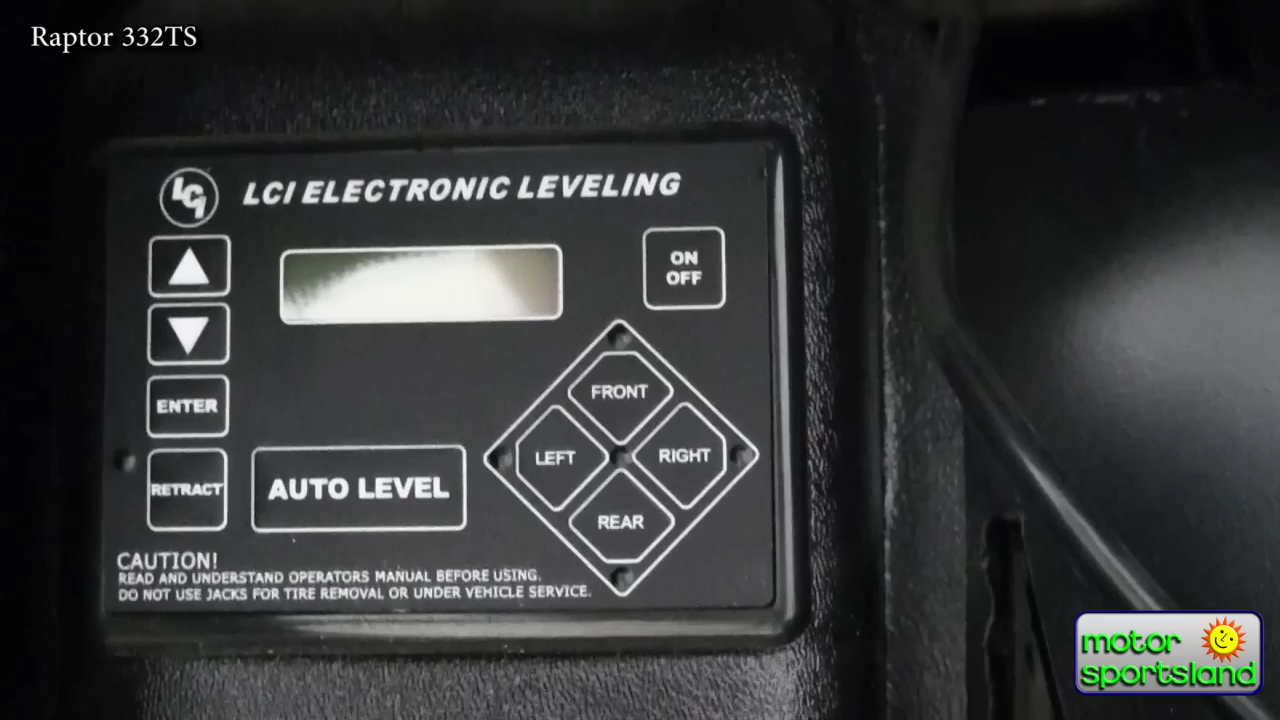 Raptor 332TS
LCI
LCI ELECTRONIC LEVELING
ON
OFF
FRONT
ENTER
LEFT
RIGHT
RETRACT
AUTO LEVEL
REAR
CAUTION!
READ AND UNDERSTAND OPERATORS MANUAL BEFORE USING.
DO NOT USE JACKS FOR TIRE REMOVAL OR UNDER VEHICLE SERVICE.
motor
sportsland